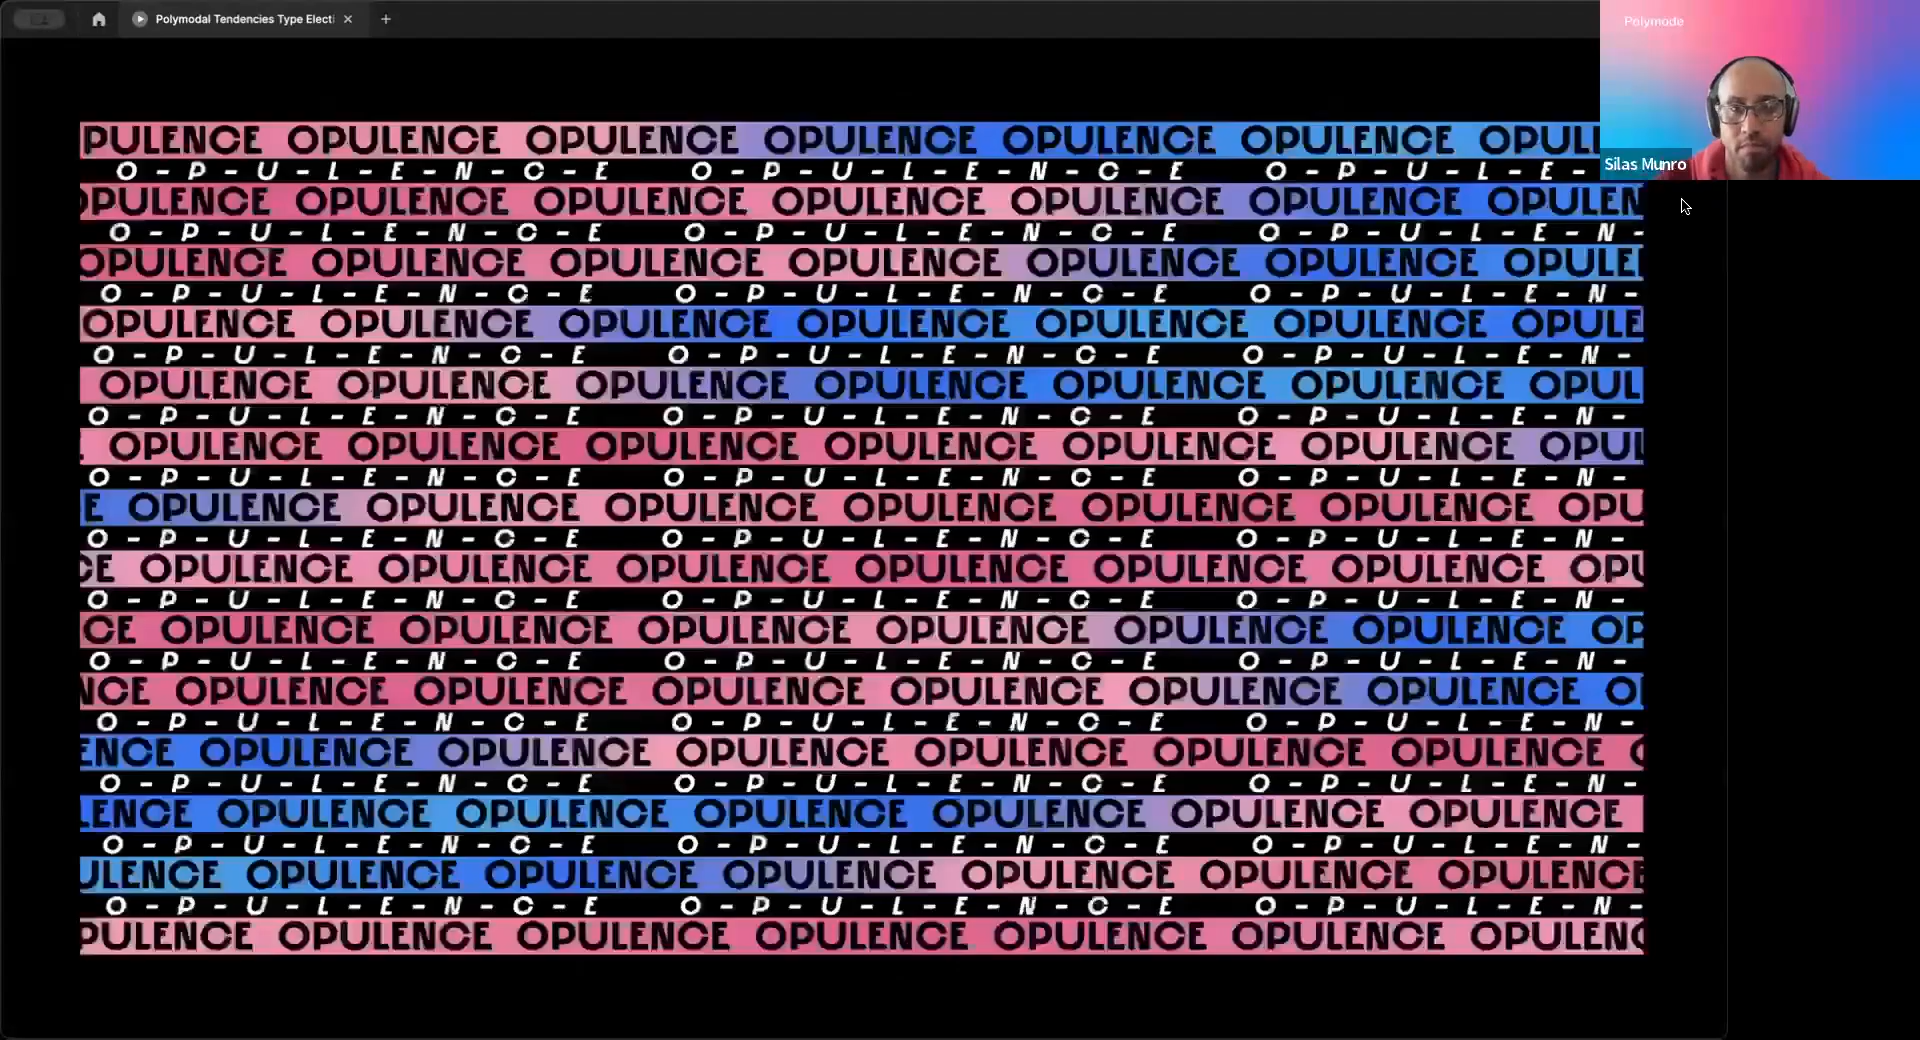 Polymodal Tendencies Type Electi
Polymode
Silas Munro
PULENCE OPULENCE OPULENCE OPULENCE OPULENCE OPULENCE OPUL
O-P-U-L-E-N-C-E O-P-U-L-E-N-C-E O-P-U-L-E-
OPULENCE OPULENCE OPULENCE OPULENCE OPULENCE OPULENCE OPULEN
O-P-U-L-E-N-C-E O-P-U-L-E-N-C-E O-P-U-L-E-N-
OPULENCE OPULENCE OPULENCE OPULENCE OPULENCE OPULENCE OPULE
O-P-U-L-E-N-C-E O-P-U-L-E-N-C-E O-P-U-L-E-N-
OPULENCE OPULENCE OPULENCE OPULENCE OPULENCE OPULENCE OPULE
O-P-U-L-E-N-C-E O-P-U-L-E-N-C-E O-P-U-L-E-N-
OPULENCE OPULENCE OPULENCE OPULENCE OPULENCE OPULENCE OPUL
O-P-U-L-E-N-C-E O-P-U-L-E-N-C-E O-P-U-L-E-N-
OPULENCE OPULENCE OPULENCE OPULENCE OPULENCE OPULENCE OPUL
O-P-U-L-E-N-C-E O-P-U-L-E-N-C-E O-P-U-L-E-N-
E OPULENCE OPULENCE OPULENCE OPULENCE OPULENCE OPULENCE OPU
O-P-U-L-E-N-C-E O-P-U-L-E-N-C-E O-P-U-L-E-N-
CE OPULENCE OPULENCE OPULENCE OPULENCE OPULENCE OPULENCE OPU
O-P-U-L-E-N-C-E O-P-U-L-E-N-C-E O-P-U-L-E-N-
CE OPULENCE OPULENCE OPULENCE OPULENCE OPULENCE OPULENCE OP
O-P-U-L-E-N-C-E O-P-U-L-E-N-C-E O-P-U-L-E-N-
NCE OPULENCE OPULENCE OPULENCE OPULENCE OPULENCE OPULENCE O
O-P-U-L-E-N-C-E O-P-U-L-E-N-C-E O-P-U-L-E-N-
ENCE OPULENCE OPULENCE OPULENCE OPULENCE OPULENCE OPULENCE O
O-P-U-L-E-N-C-E O-P-U-L-E-N-C-E O-P-U-L-E-N-
LENCE OPULENCE OPULENCE OPULENCE OPULENCE OPULENCE OPULENCE
O-P-U-L-E-N-C-E O-P-U-L-E-N-C-E O-P-U-L-E-N-
ULENCE OPULENCE OPULENCE OPULENCE OPULENCE OPULENCE OPULENCE
O-P-U-L-E-N-C-E O-P-U-L-E-N-C-E O-P-U-L-E-N-
PULENCE OPULENCE OPULENCE OPULENCE OPULENCE OPULENCE OPULENC